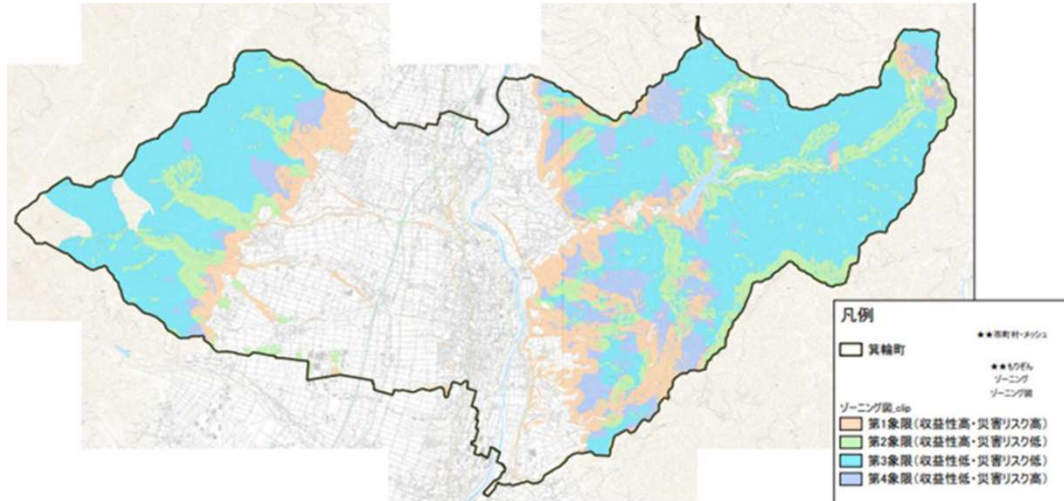 凡例
★★市町村・メッシュ
箕輪町
★★もりぞん
ゾーニング
ゾーニング図
ゾーニング図_clip
第1象限(収益性高・災害リスク高)
第2象限(収益性高・災害リスク低)
第3象限(収益性低・災害リスク低)
第4象限(収益性低・災害リスク高)